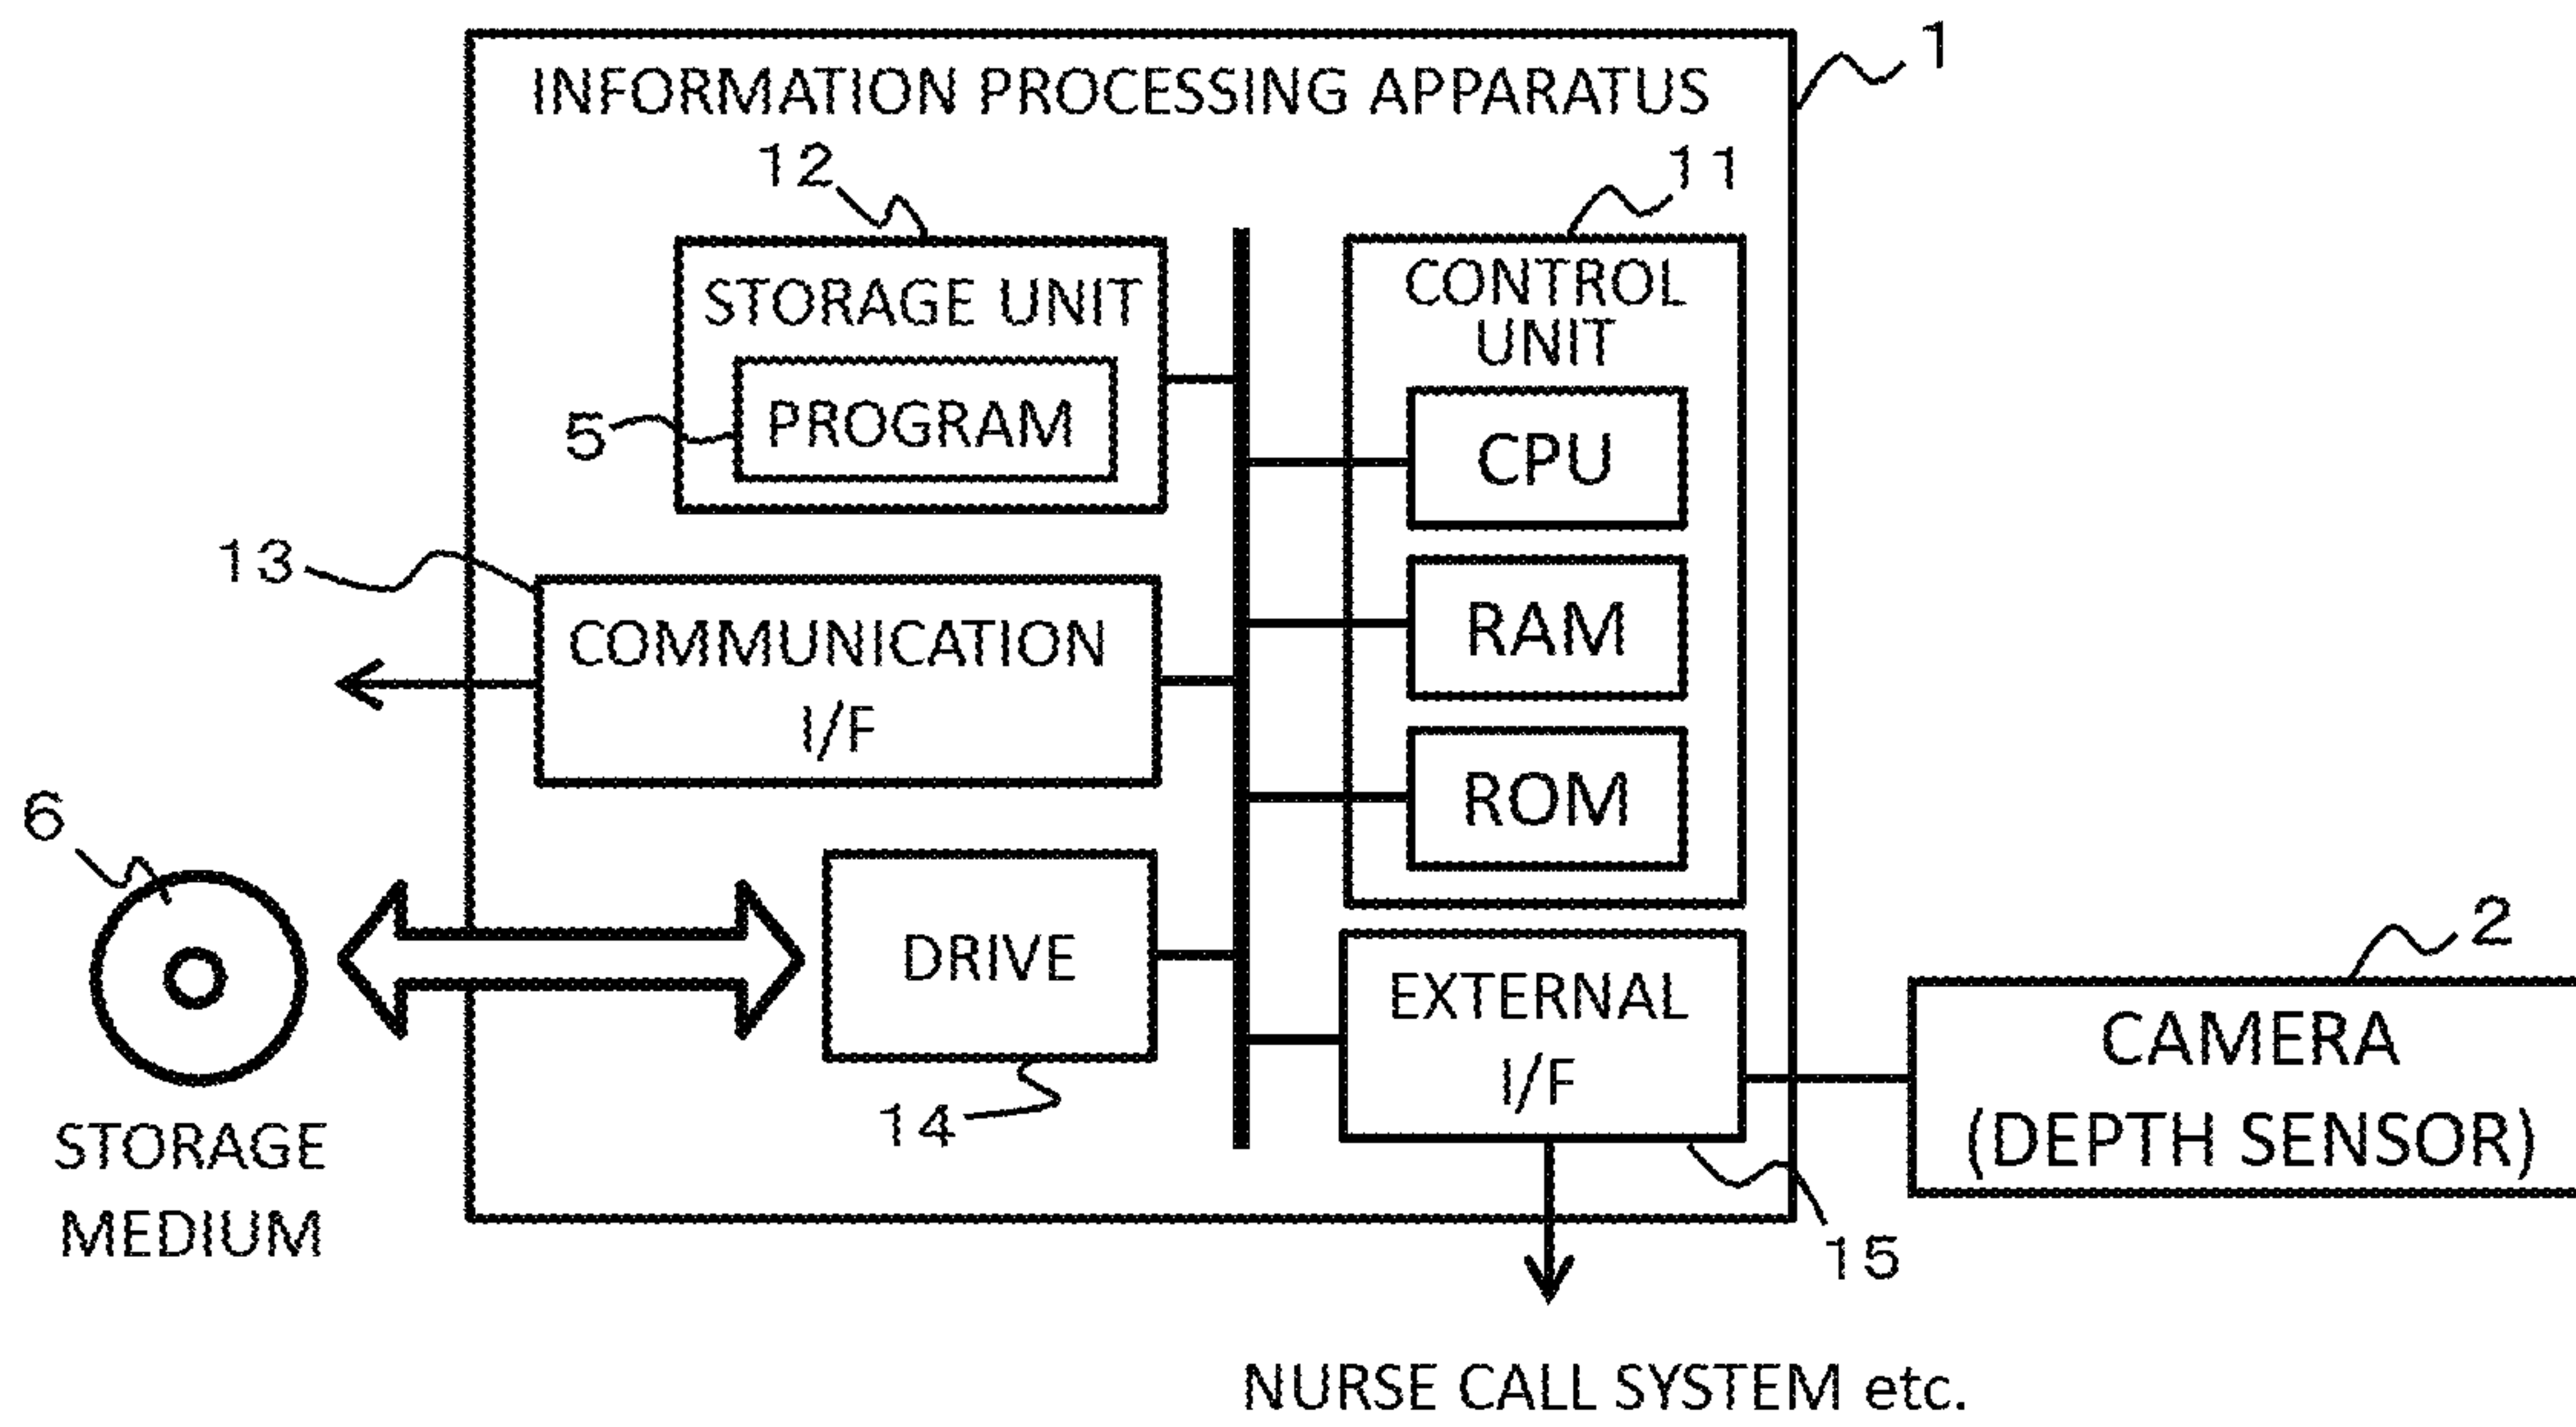 1
INFORMATION PROCESSING APPARATUS
12
11
STORAGE UNIT
CONTROL
UNIT
5
PROGRAM
CPU
13
COMMUNICATION
I/F
RAM
ROM
6
DRIVE
14
STORAGE
MEDIUM
EXTERNAL
I/F
15
2
CAMERA
(DEPTH SENSOR)
NURSE CALL SYSTEM etc.